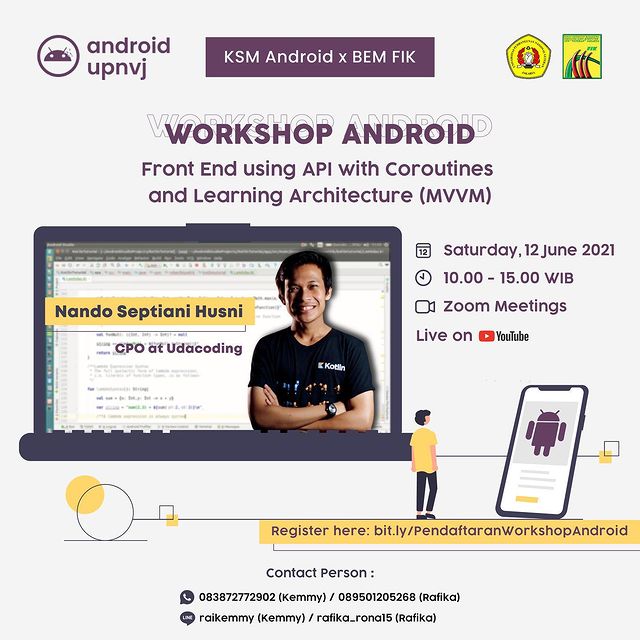 android
upnvj
KSM Android x BEM FIK
WORKSHOP ANDROID
Front End using API with Coroutines
and Learning Architecture (MVVM)
Nando Septiani Husni
CPO at Udacoding
Kotlin
12
Saturday, 12 June 2021
10.00 - 15.00 WIB
Zoom Meetings
Live on YouTube
Register here: bit.ly/PendaftaranWorkshopAndroid
Contact Person :
083872772902 (Kemmy) / 089501205268 (Rafika)
LINE
raikemmy (Kemmy) / rafika_rona15 (Rafika)